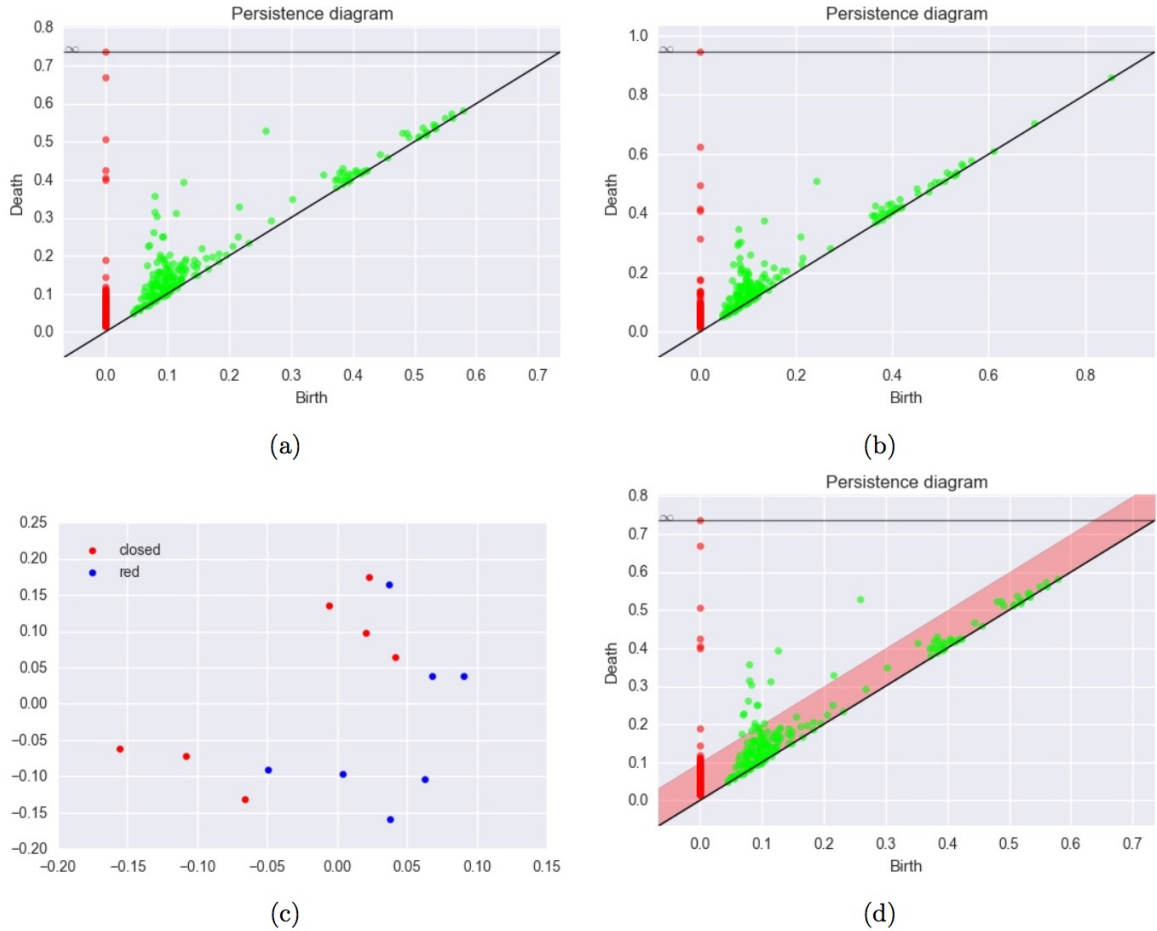 Persistence diagram
0.8
0.7
0.6
0.5
0.4
0.3
0.2
0.1
0.0
∞
Death
0.0 0.1 0.2 0.3 0.4 0.5 0.6 0.7
Birth
(a)
Persistence diagram
1.0
0.8
0.6
0.4
0.2
0.0
∞
Death
0.0 0.2 0.4 0.6 0.8
Birth
(b)
0.25
0.20
0.15
0.10
0.05
0.00
−0.05
−0.10
−0.15
−0.20
closed
red
−0.20 −0.15 −0.10 −0.05 0.00 0.05 0.10 0.15
(c)
Persistence diagram
0.8
0.7
0.6
0.5
0.4
0.3
0.2
0.1
0.0
∞
Death
0.0 0.1 0.2 0.3 0.4 0.5 0.6 0.7
Birth
(d)